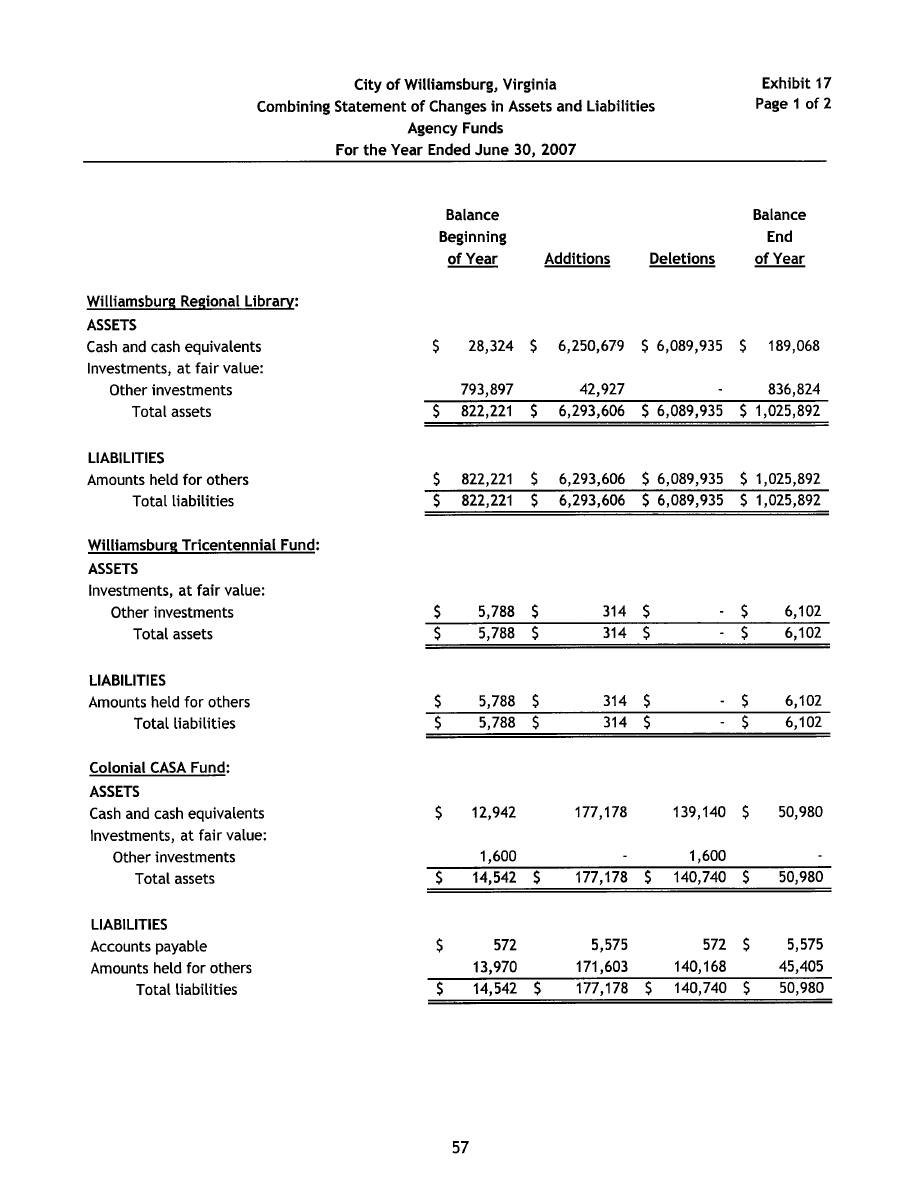 City of Williamsburg, Virginia Exhibit 17
Combining Statement of Changes in Assets and Liabilities Page 1 of 2
Agency Funds
For the Year Ended June 30, 2007
Balance Balance
Beginning End
of Year Additions Deletions of Year
Williamsburg Regional Library:
ASSETS
Cash and cash equivalents $ 28,324 $ 6,250,679 $ 6,089,935 $ 189,068
Investments, at fair value:
Other investments 793,897 42,927 - 836,824
Total assets $ 822,221 $ 6,293,606 $ 6,089,935 $ 1,025,892
LIABILITIES
Amounts held for others $ 822,221 $ 6,293,606 $ 6,089,935 $ 1,025,892
Total liabilities $ 822,221 $ 6,293,606 $ 6,089,935 $ 1,025,892
Williamsburg Tricentennial Fund:
ASSETS
Investments, at fair value:
Other investments $ 5,788 $ 314 $ - $ 6,102
Total assets $ 5,788 $ 314 $ - $ 6,102
LIABILITIES
Amounts held for others $ 5,788 $ 314 $ - $ 6,102
Total liabilities $ 5,788 $ 314 $ - $ 6,102
Colonial CASA Fund:
ASSETS
Cash and cash equivalents $ 12,942 177,178 139,140 $ 50,980
Investments, at fair value:
Other investments 1,600 - 1,600 -
Total assets $ 14,542 $ 177,178 $ 140,740 $ 50,980
LIABILITIES
Accounts payable $ 572 5,575 572 $ 5,575
Amounts held for others 13,970 171,603 140,168 45,405
Total liabilities $ 14,542 $ 177,178 $ 140,740 $ 50,980
57